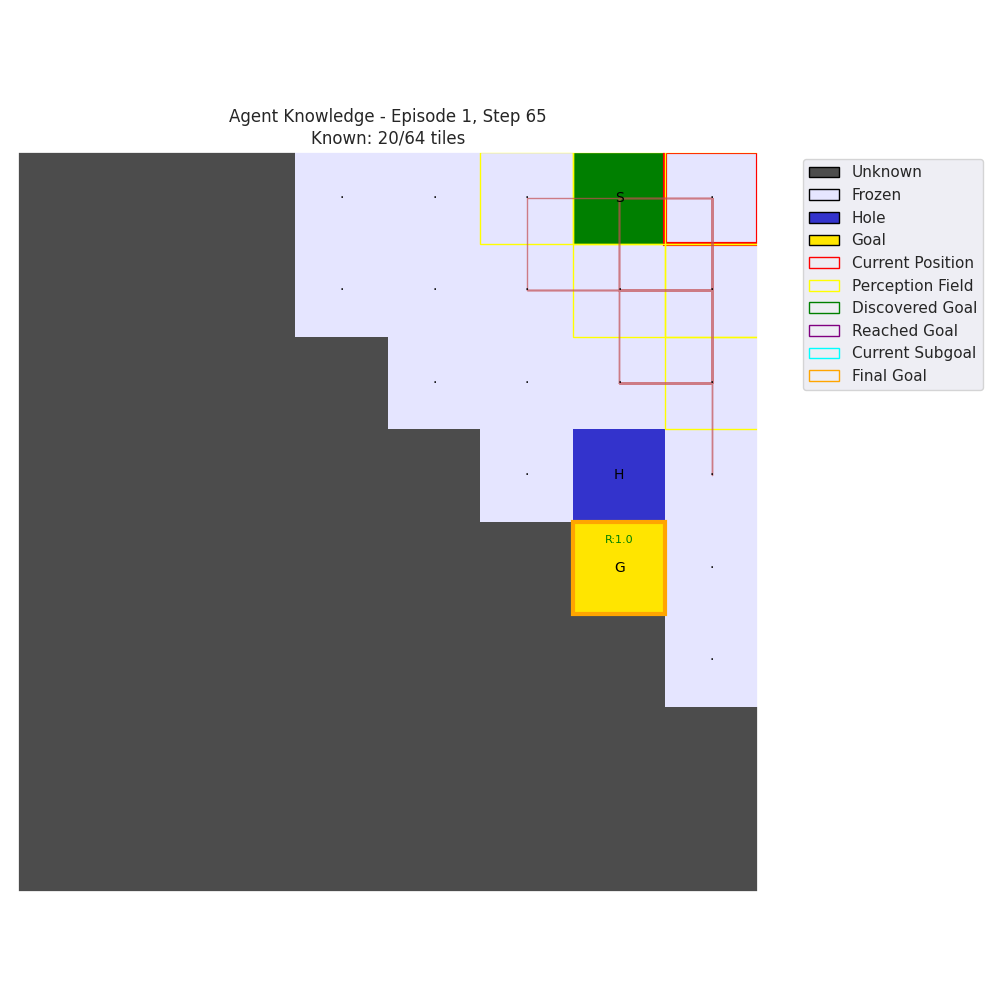 Agent Knowledge - Episode 1, Step 65
Known: 20/64 tiles
S
H
R:1.0
G
Unknown
Frozen
Hole
Goal
Current Position
Perception Field
Discovered Goal
Reached Goal
Current Subgoal
Final Goal